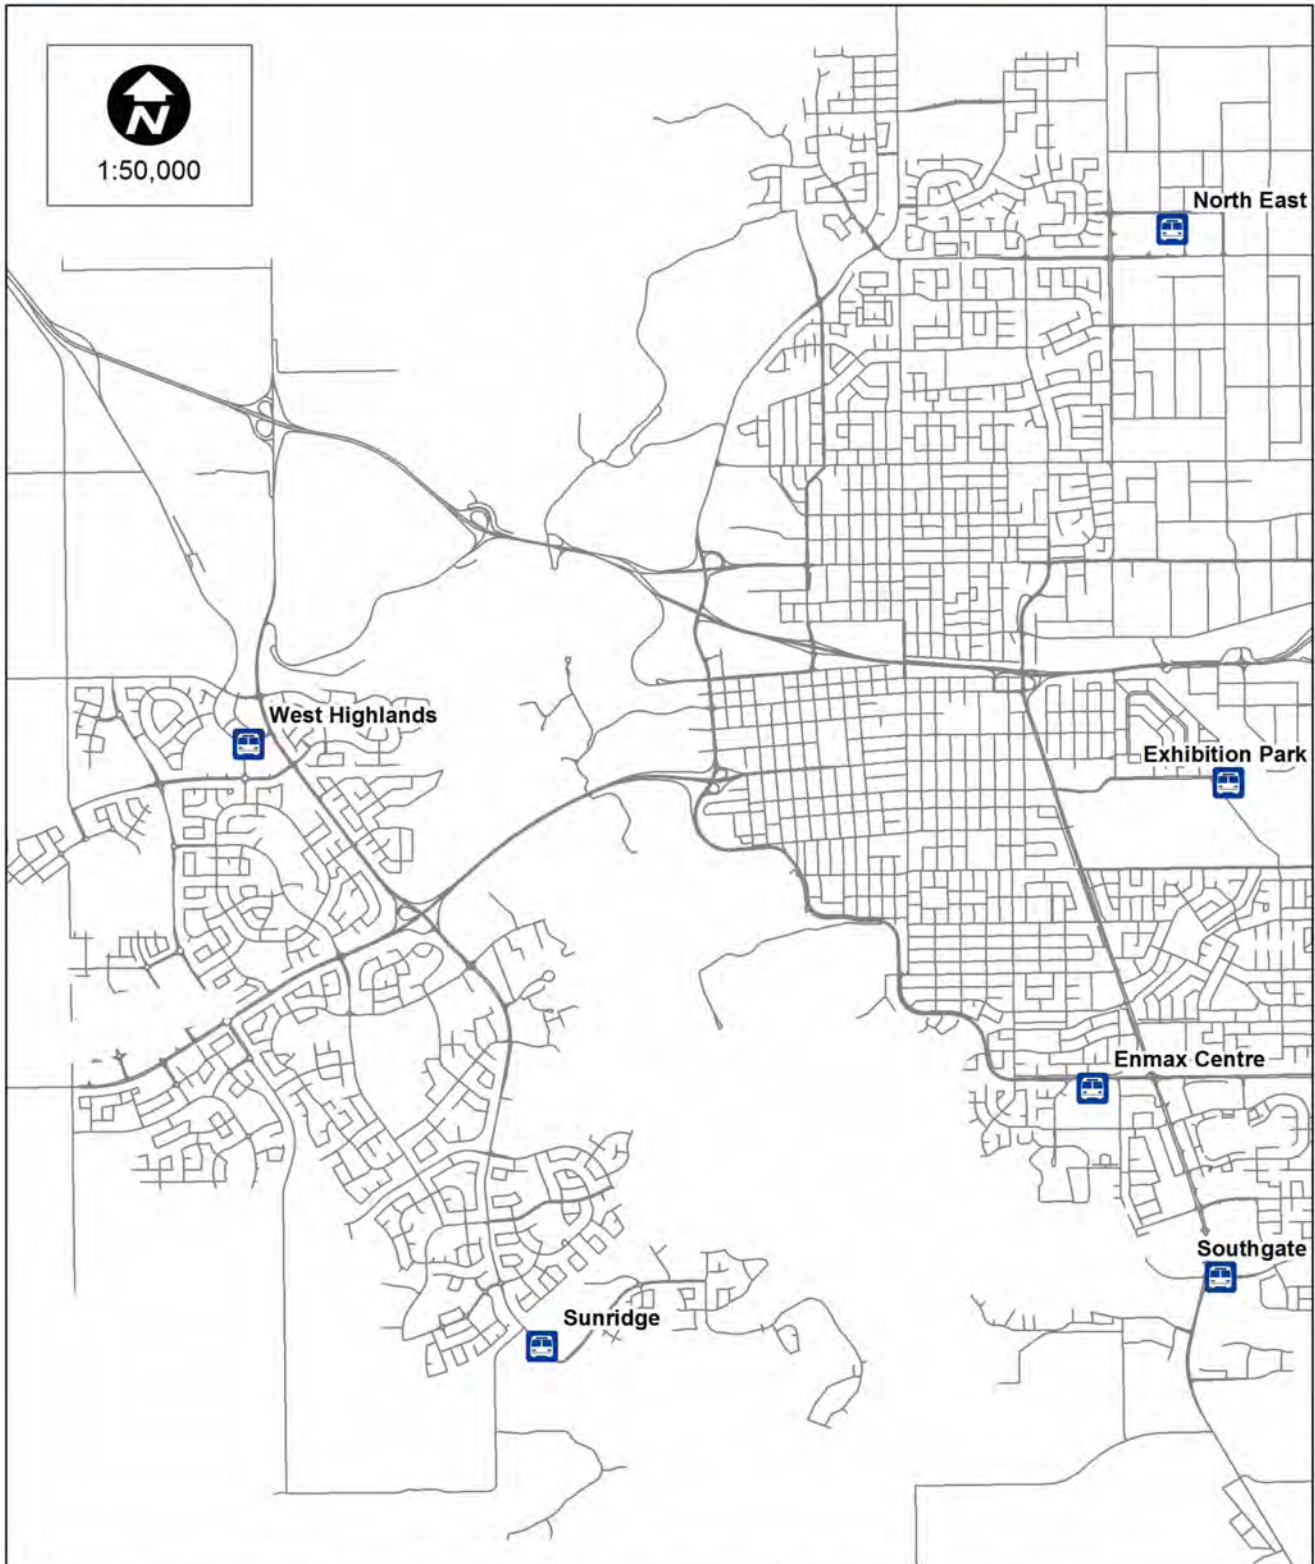 N
1:50,000
North East
West Highlands
Exhibition Park
Enmax Centre
Southgate
Sunridge